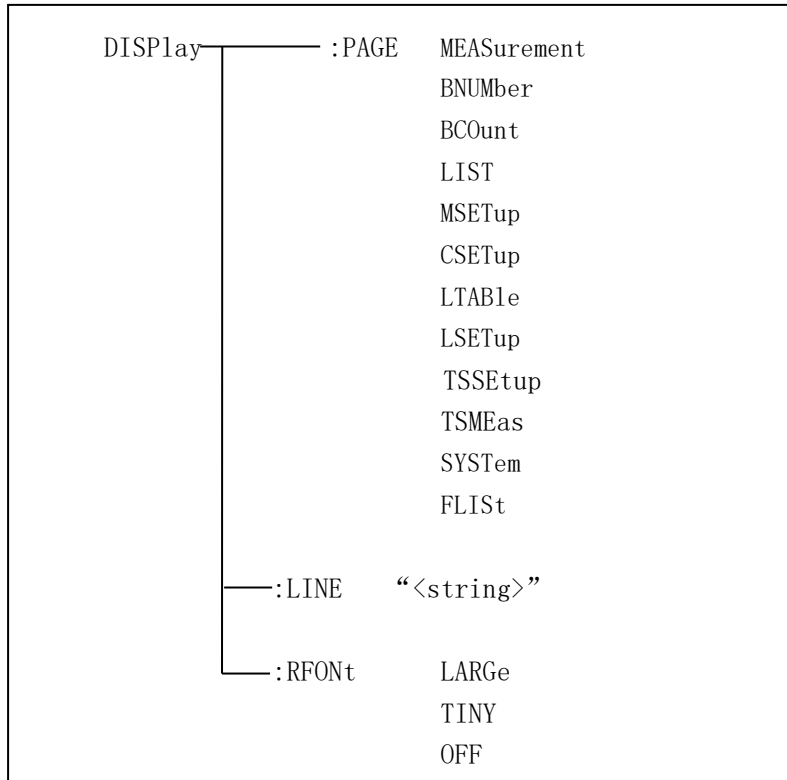 DISPlay :PAGE MEASurement
BNUMber
BCOunt
LIST
MSETup
CSETup
LTABle
LSETup
TSSEtup
TSMEas
SYSTem
FLISt
:LINE “<string>”
:RFONt LARGe
TINY
OFF